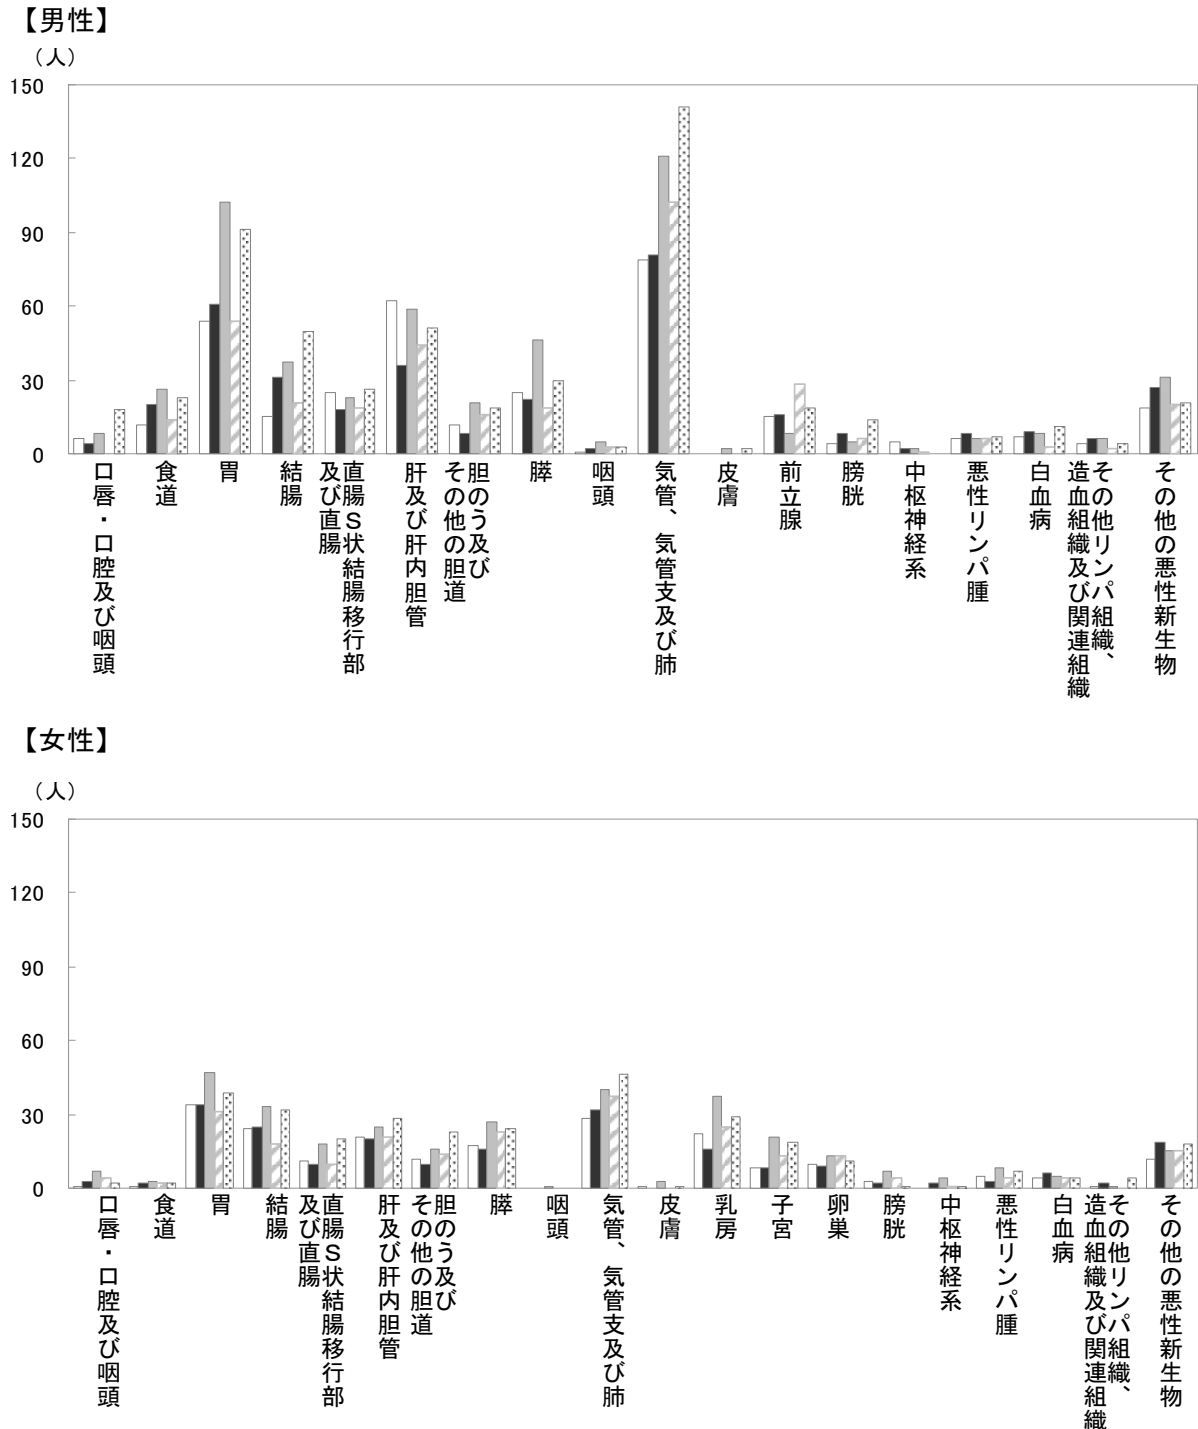 【男性】
（人）
150
120
90
60
30
0
口唇・口腔及び咽頭
食道
胃
結腸
直腸S状結腸移行部
及び直腸
肝及び肝内胆管
胆のう及び
その他の胆道
膵
咽頭
気管、気管支及び肺
皮膚
前立腺
膀胱
中枢神経系
悪性リンパ腫
白血病
その他リンパ組織、
造血組織及び関連組織
その他の悪性新生物
【女性】
（人）
150
120
90
60
30
0
口唇・口腔及び咽頭
食道
胃
結腸
直腸S状結腸移行部
及び直腸
肝及び肝内胆管
胆のう及び
その他の胆道
膵
咽頭
気管、気管支及び肺
皮膚
乳房
子宮
卵巣
膀胱
中枢神経系
悪性リンパ腫
白血病
その他リンパ組織、
造血組織及び関連組織
その他の悪性新生物